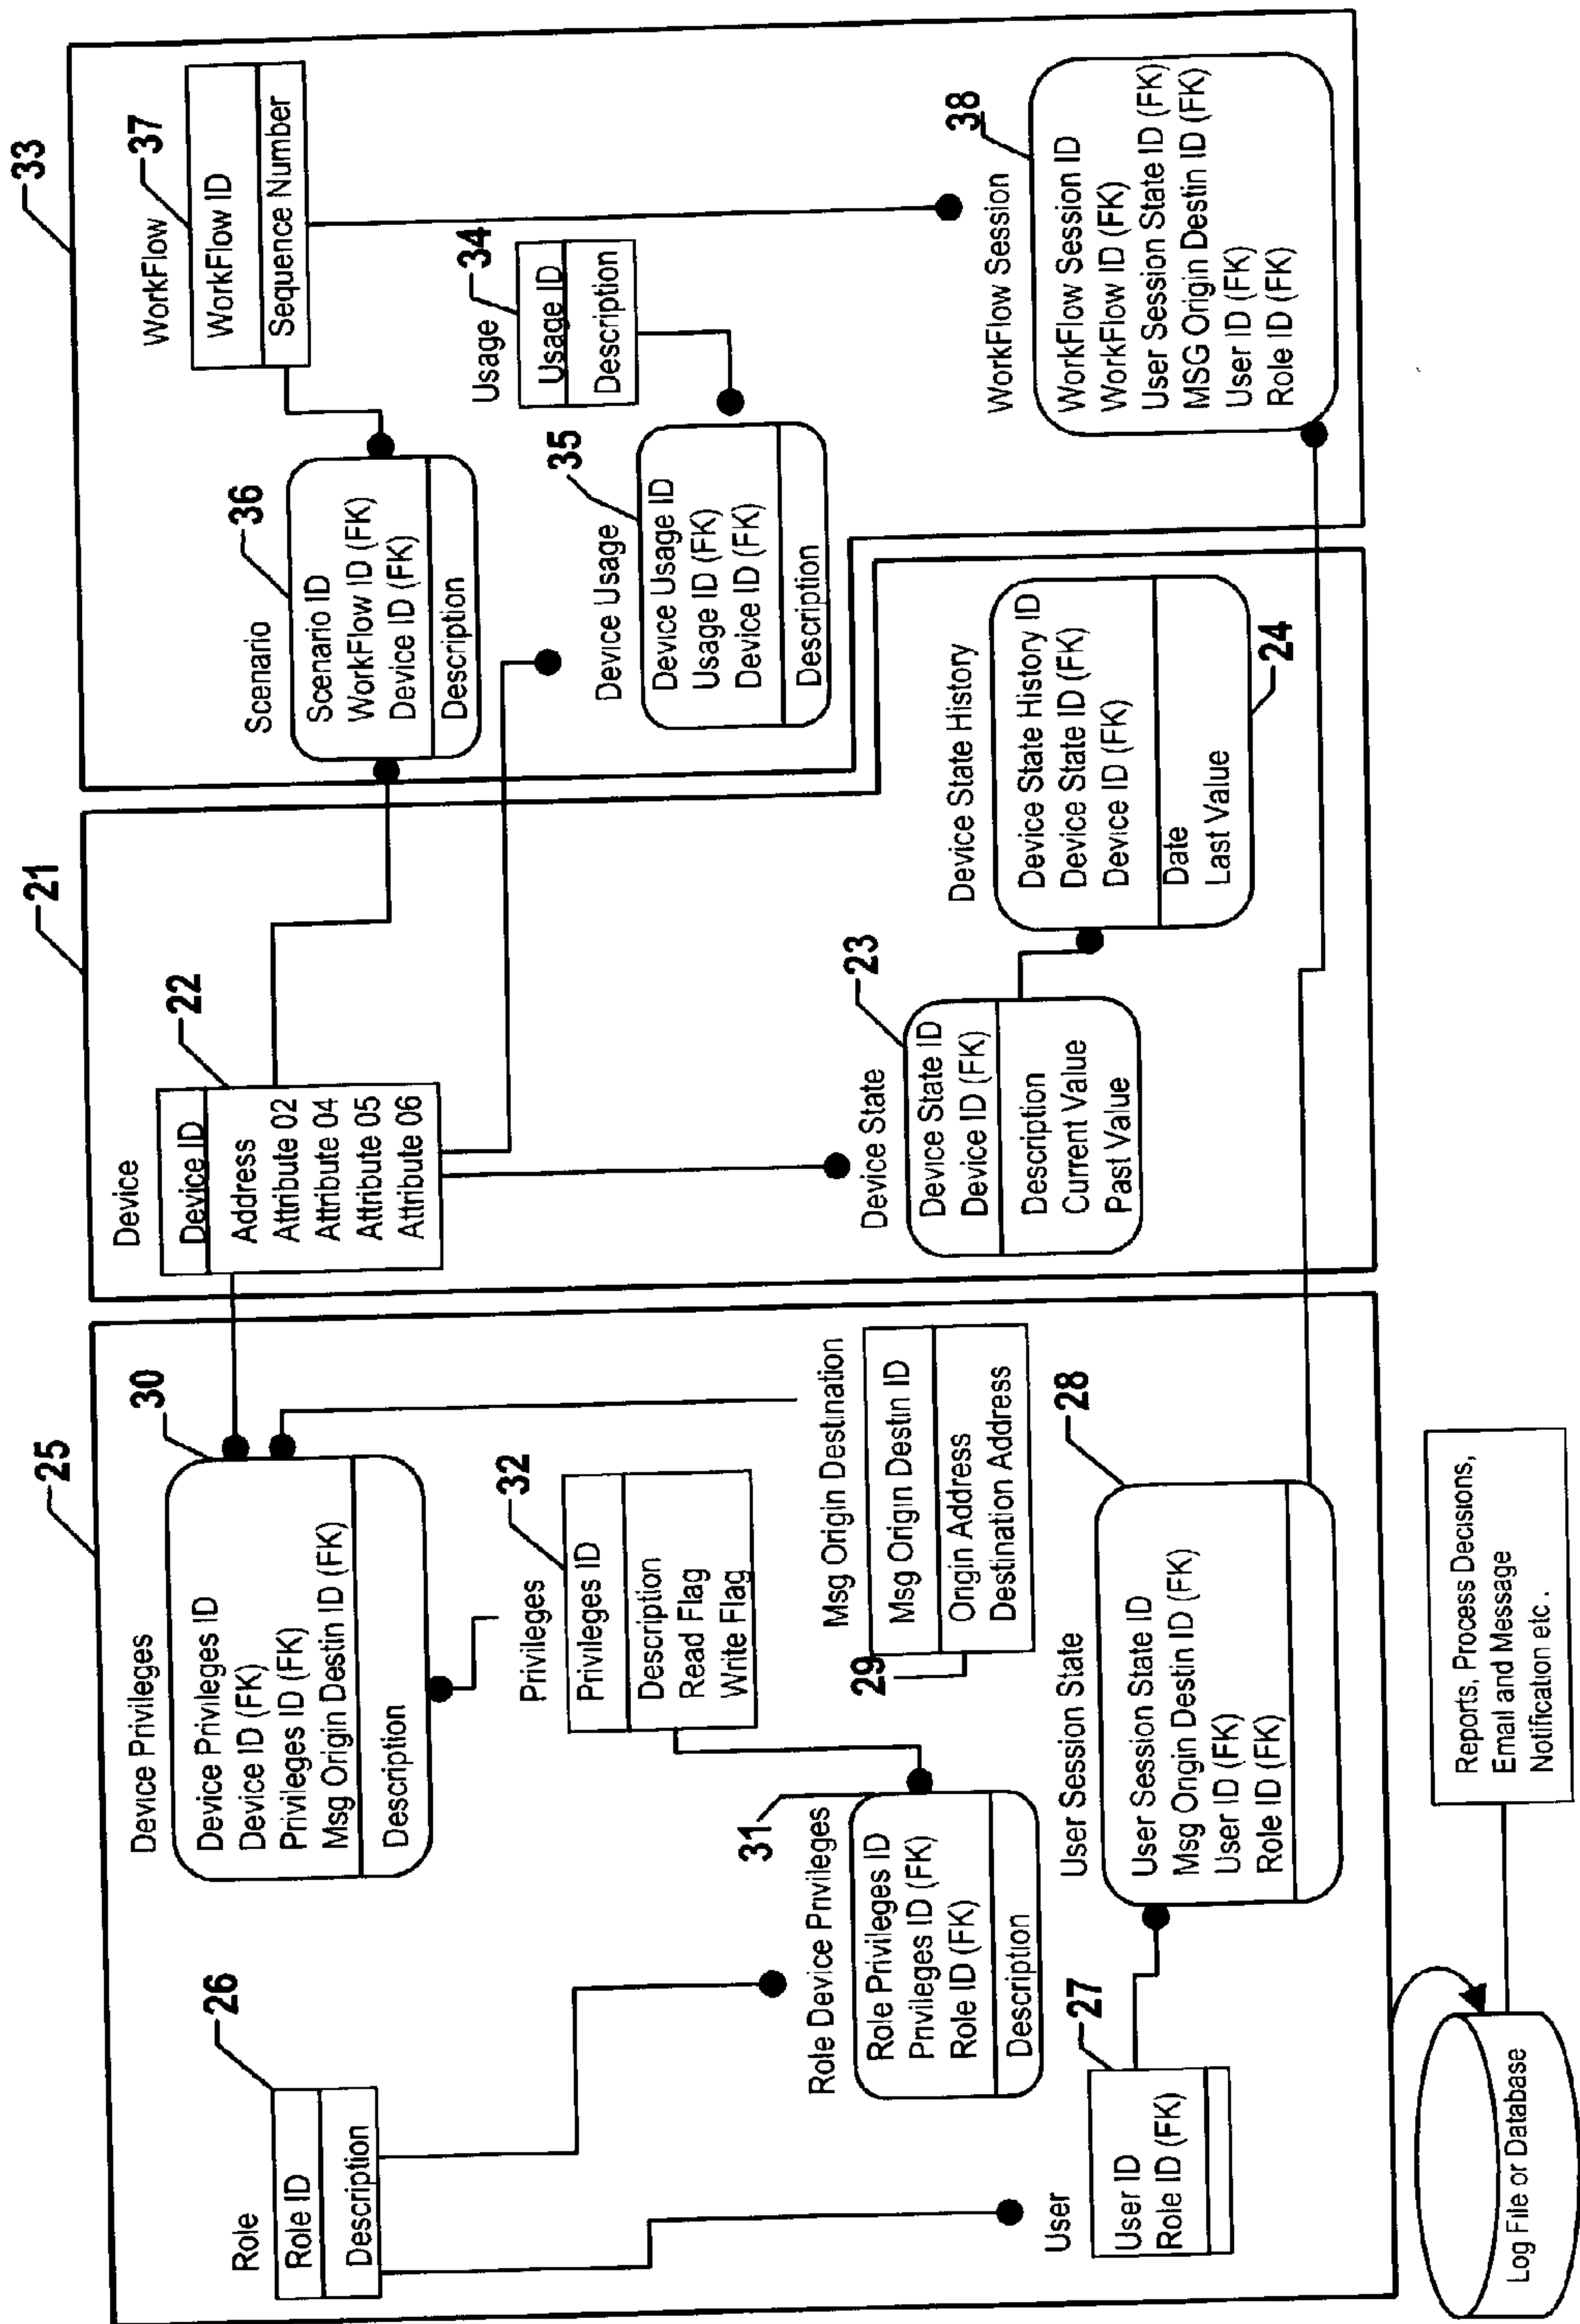 25
Role
26
Role ID
Description
Device Privileges
30
Device Privileges ID
Device ID (FK)
Privileges ID (FK)
Msg Origin Destin ID (FK)
Description
Privileges
32
Privileges ID
Description
Read Flag
Write Flag
Role Device Privileges
31
Role Privileges ID
Privileges ID (FK)
Role ID (FK)
Description
Msg Origin Destination
29
Msg Origin Destin ID
Origin Address
Destination Address
User
27
User ID
Role ID (FK)
User Session State
28
User Session State ID
Msg Origin Destin ID (FK)
User ID (FK)
Role ID (FK)
21
Device
22
Device ID
Address
Attribute 02
Attribute 04
Attribute 05
Attribute 06
Device State
23
Device State ID
Device ID (FK)
Description
Current Value
Past Value
Device State History
Device State History ID
Device State ID (FK)
Device ID (FK)
Date
Last Value
24
33
WorkFlow
37
WorkFlow ID
Sequence Number
Scenario
36
Scenario ID
WorkFlow ID (FK)
Device ID (FK)
Description
Usage
34
Usage ID
Description
Device Usage
35
Device Usage ID
Usage ID (FK)
Device ID (FK)
Description
WorkFlow Session
38
WorkFlow Session ID
WorkFlow ID (FK)
User Session State ID (FK)
MSG Origin Destin ID (FK)
User ID (FK)
Role ID (FK)
Log File or Database
Reports, Process Decisions,
Email and Message
Notification etc .